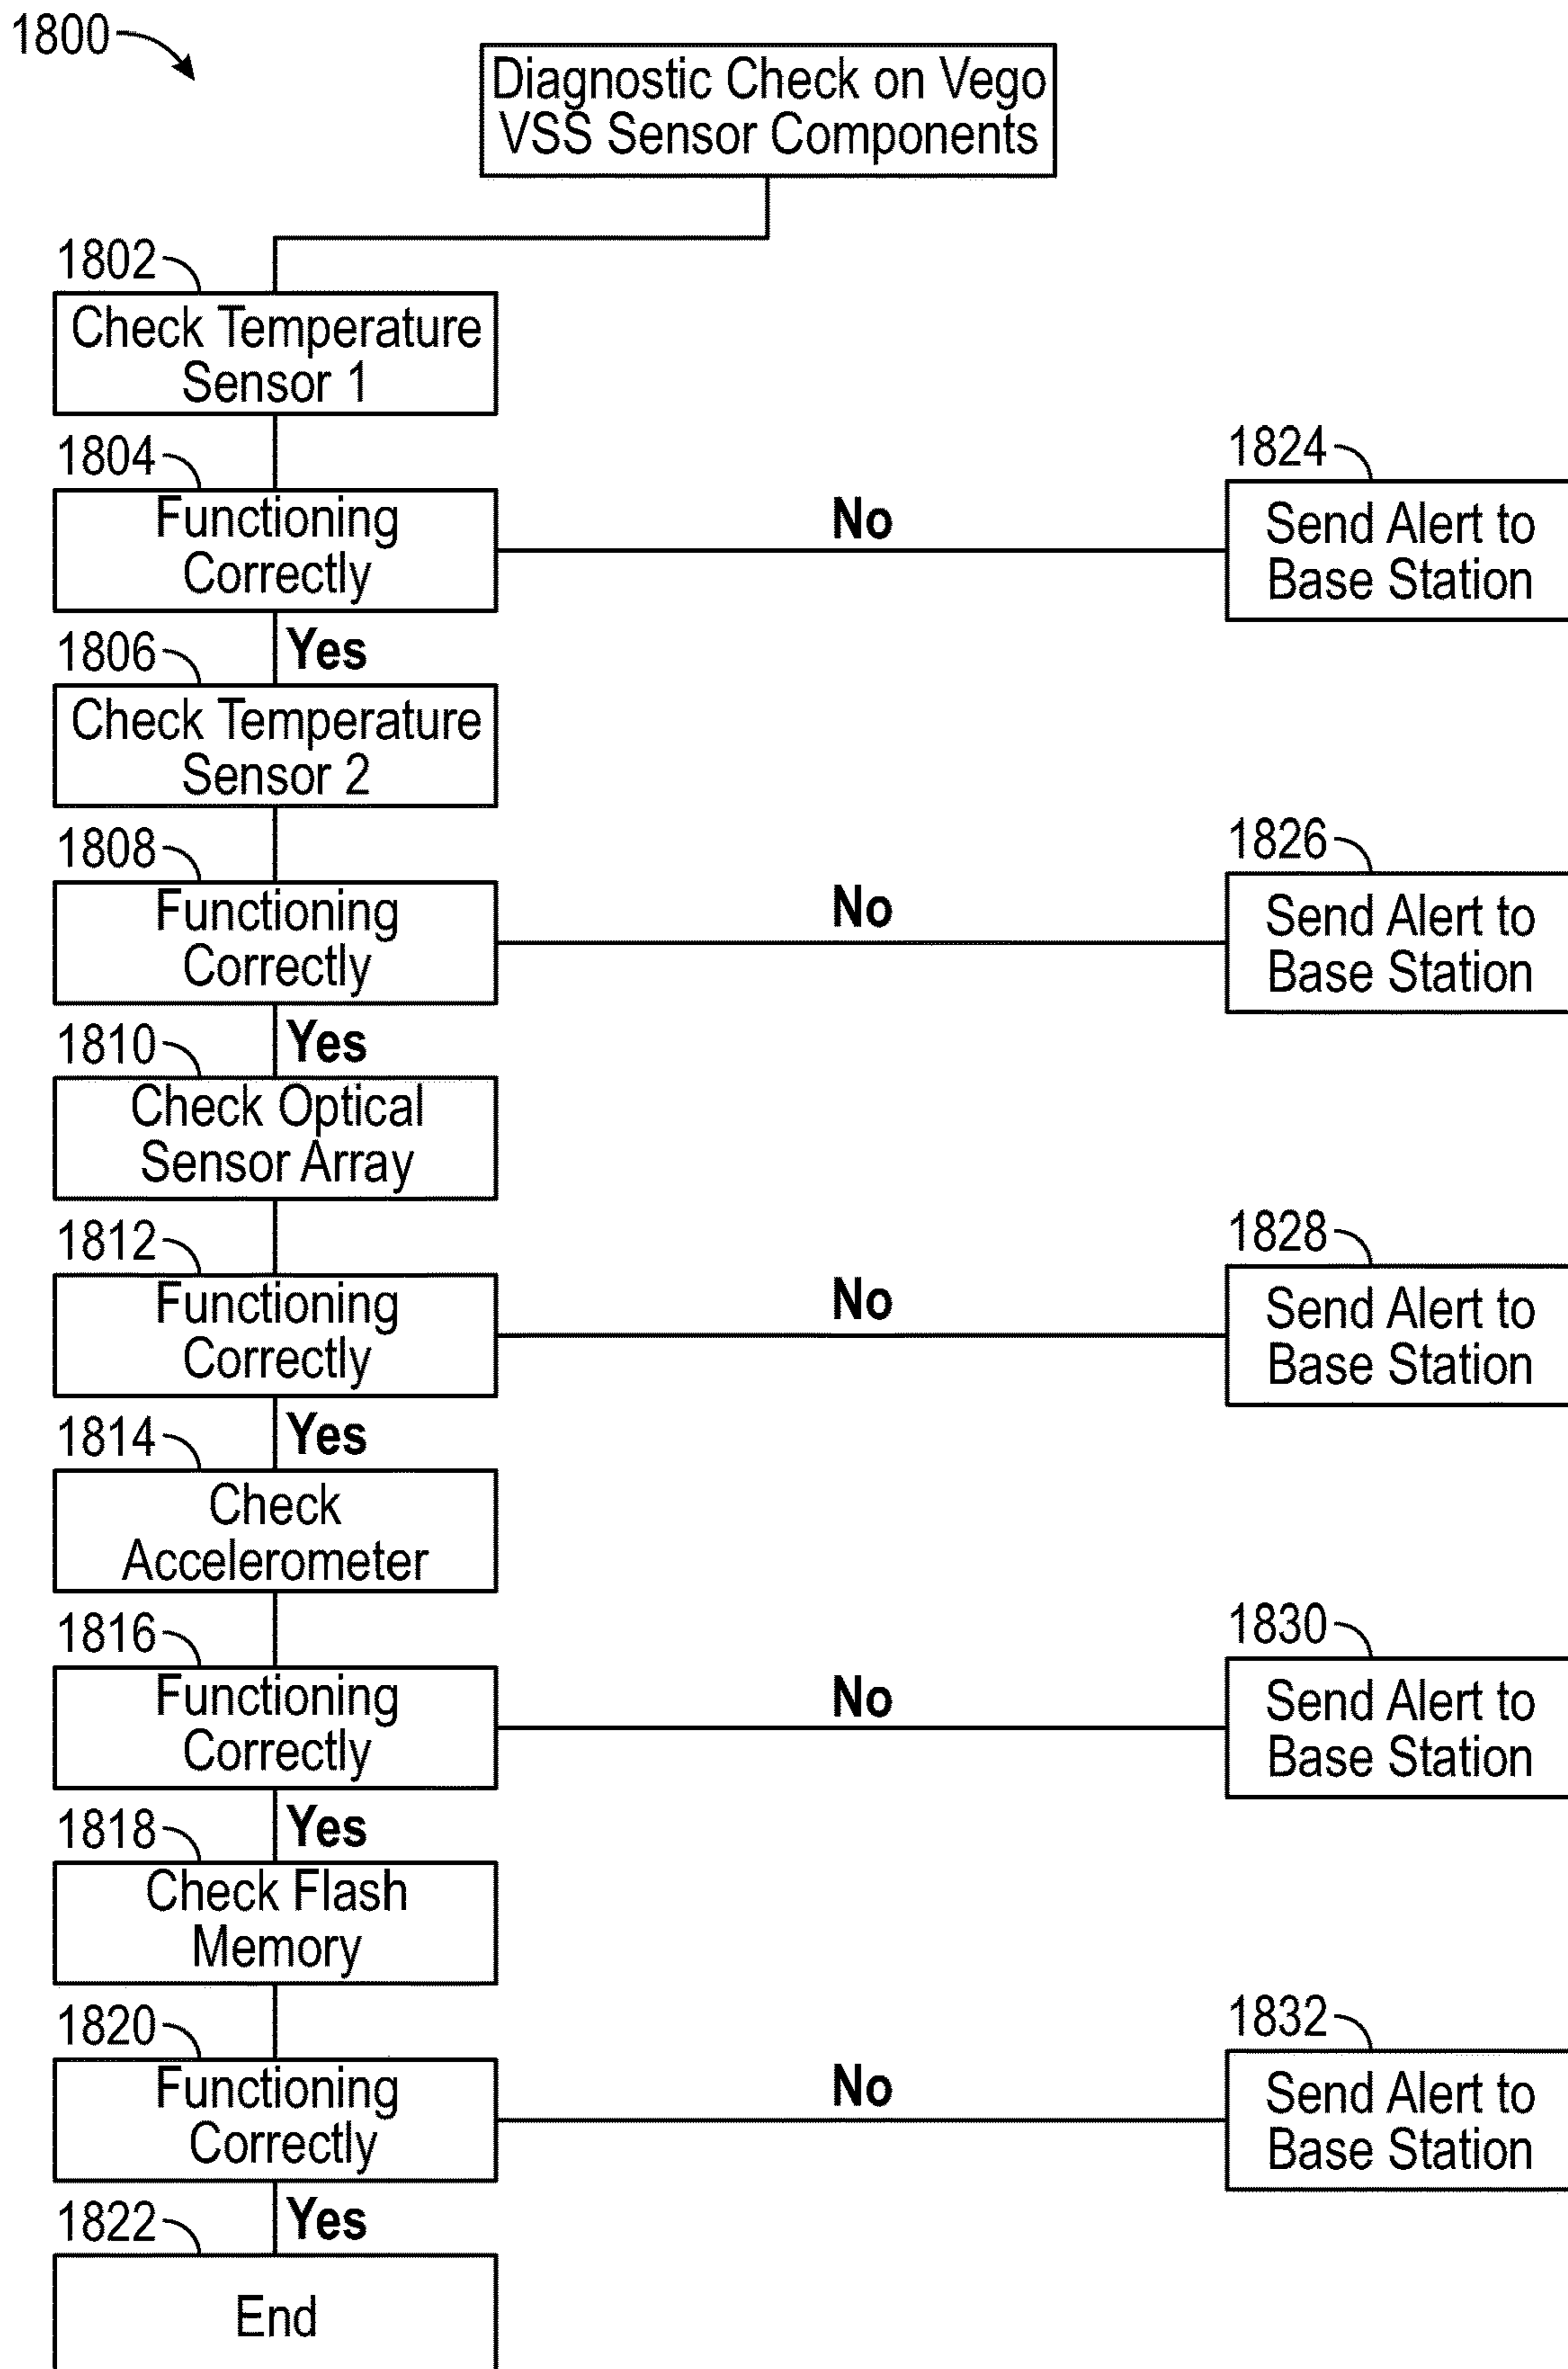 1800
Diagnostic Check on Vego
VSS Sensor Components
1802
Check Temperature
Sensor 1
1804
Functioning
Correctly
No
1824
Send Alert to
Base Station
Yes
1806
Check Temperature
Sensor 2
1808
Functioning
Correctly
No
1826
Send Alert to
Base Station
Yes
1810
Check Optical
Sensor Array
1812
Functioning
Correctly
No
1828
Send Alert to
Base Station
Yes
1814
Check
Accelerometer
1816
Functioning
Correctly
No
1830
Send Alert to
Base Station
Yes
1818
Check Flash
Memory
1820
Functioning
Correctly
No
1832
Send Alert to
Base Station
Yes
1822
End